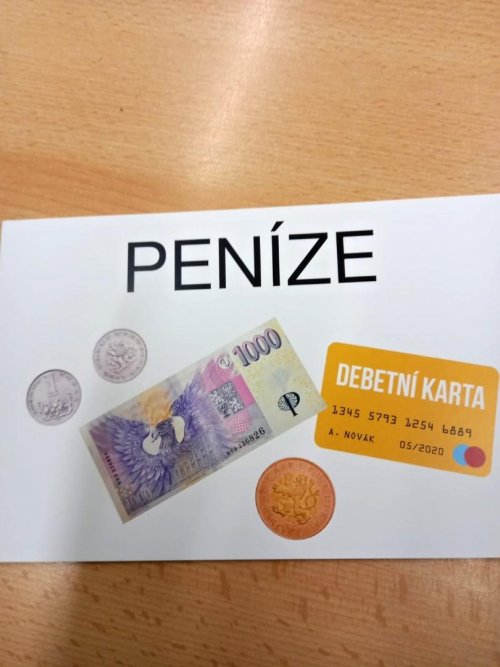 PENÍZE
1000
DEBETNÍ KARTA
1345 5793 1254 6889
A. NOVÁK 05/2020